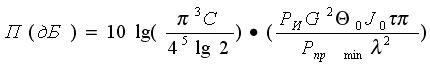 П (дБ) = 10 lg( π³C / 4⁵ lg 2 ) • ( P_И G² Θ₀ J₀ τπ / P_пр min λ² )